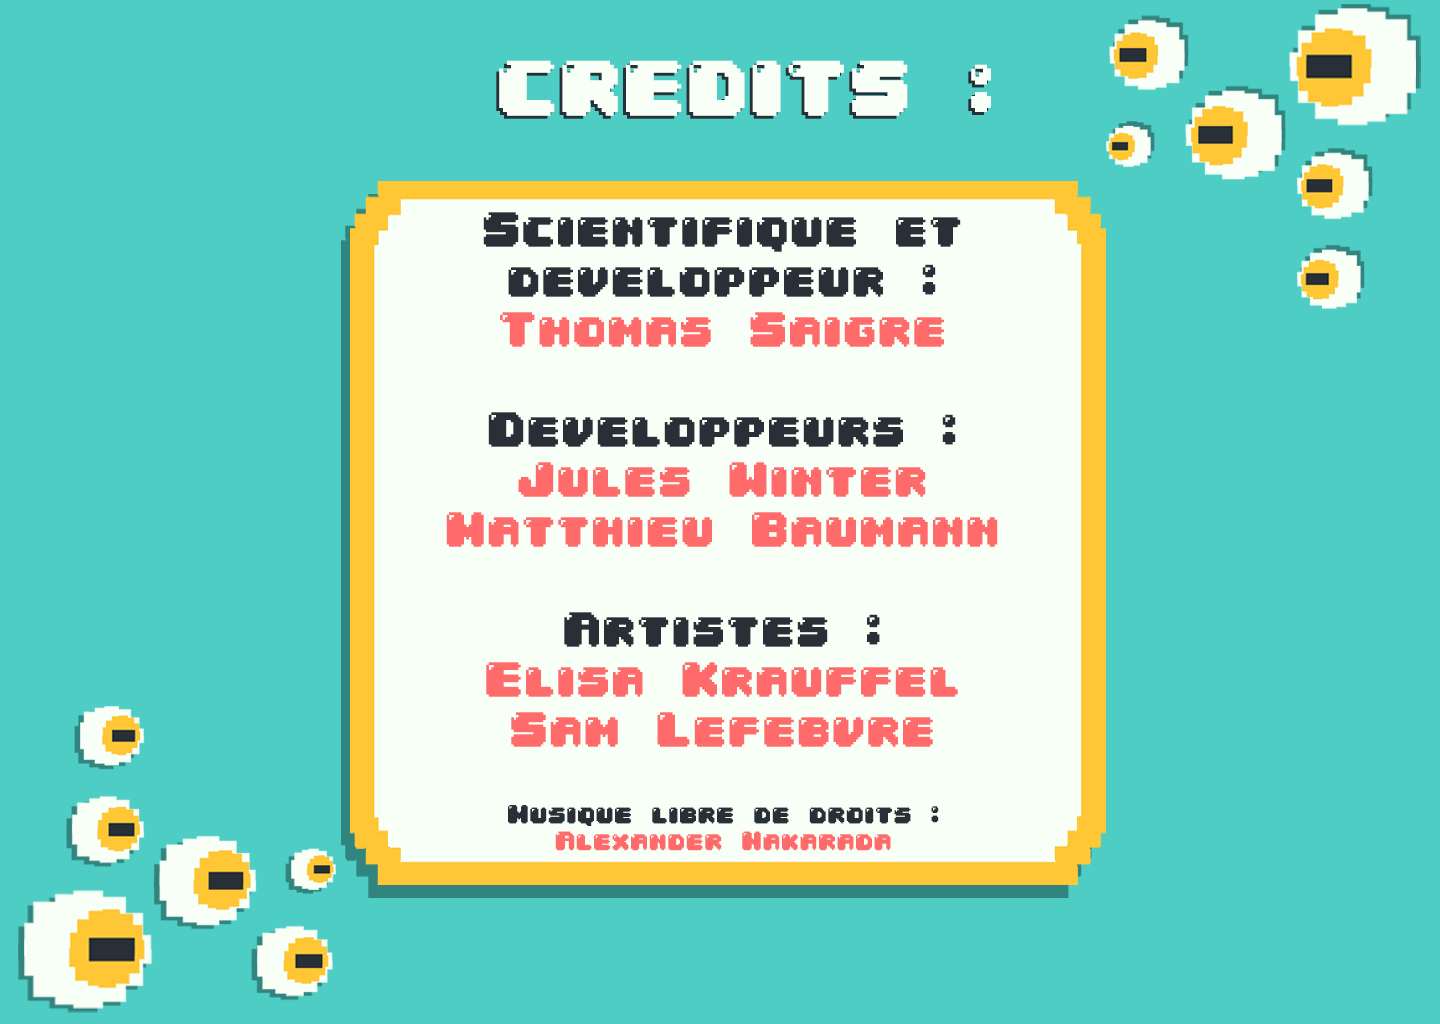 CREDITS :
Scientifique et
developpeur :
Thomas Saigre
Developpeurs :
Jules Winter
Matthieu Baumann
Artistes :
Elisa Krauffel
Sam Lefebvre
Musique libre de droits :
Alexander Nakarada